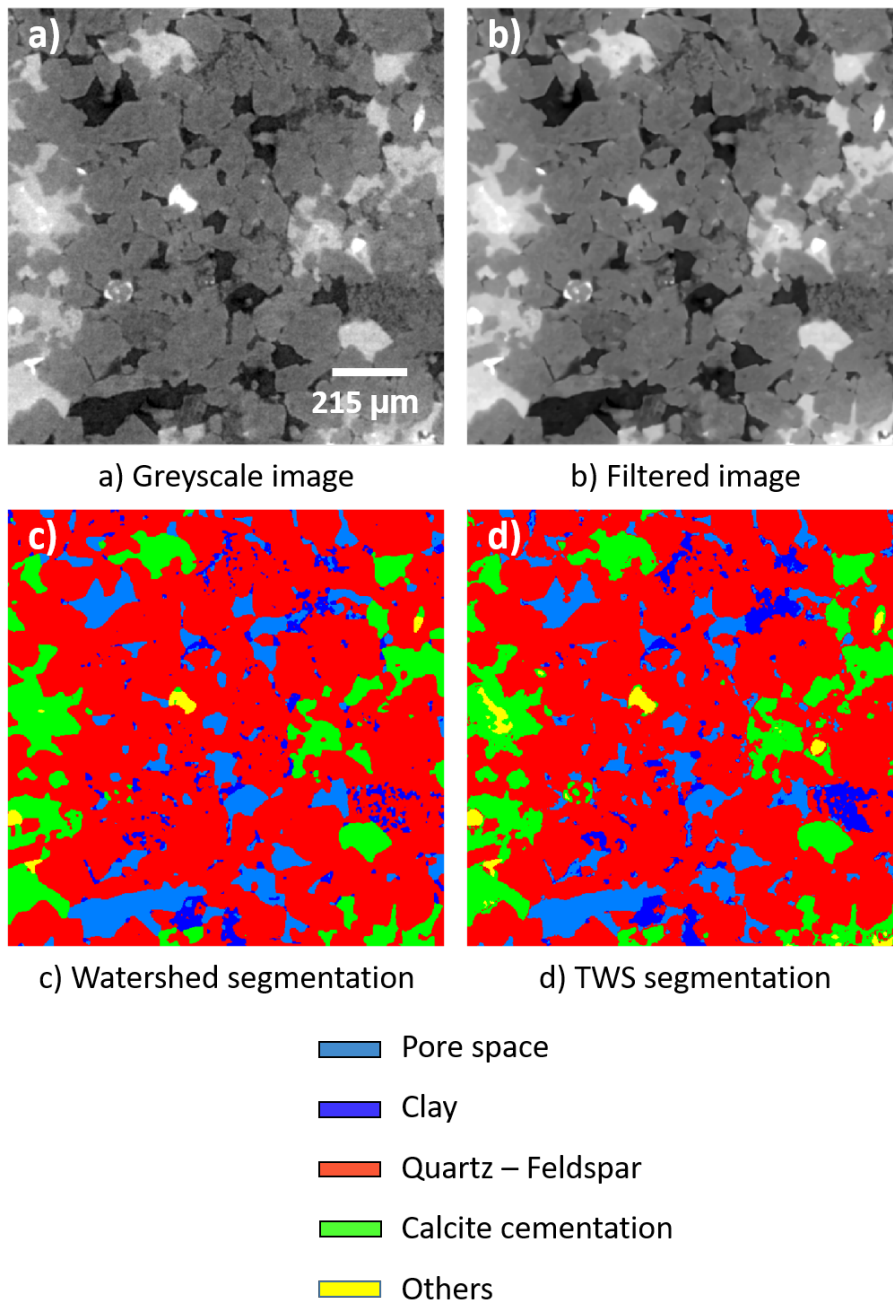 a)
b)
215 µm
a) Greyscale image
b) Filtered image
c)
d)
c) Watershed segmentation
d) TWS segmentation
Pore space
Clay
Quartz – Feldspar
Calcite cementation
Others